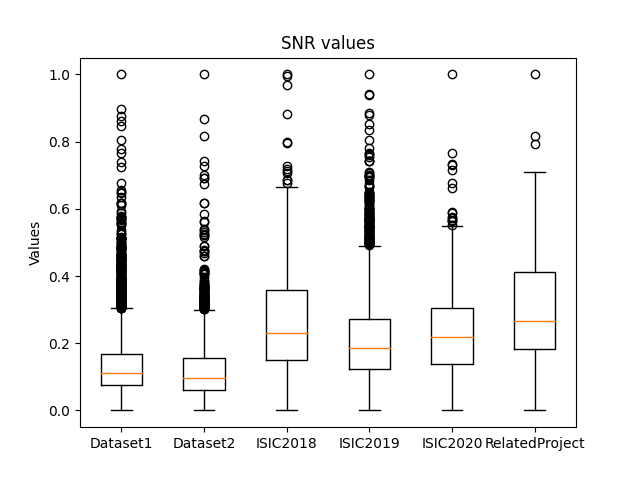 SNR values
1.0
0.8
0.6
0.4
0.2
0.0
Values
Dataset1 Dataset2 ISIC2018 ISIC2019 ISIC2020 RelatedProject